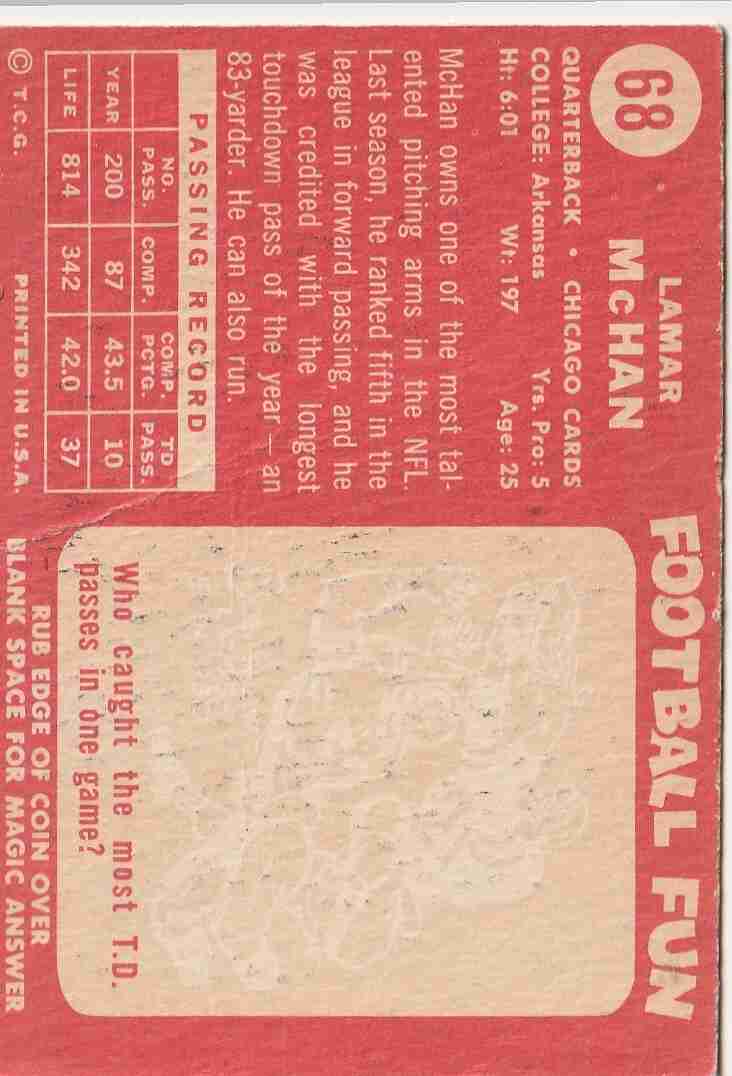 68
LAMAR
McHAN
QUARTERBACK • CHICAGO CARDS
COLLEGE: Arkansas Yrs. Pro: 5
Ht: 6:01 Wt: 197 Age: 25
McHan owns one of the most tal-
ented pitching arms in the NFL.
Last season, he ranked fifth in the
league in forward passing, and he
was credited with the longest
touchdown pass of the year — an
83-yarder. He can also run.
PASSING RECORD
NO. PASS. COMP. COMP. PCTG. TD PASS.
YEAR 200 87 43.5 10
LIFE 814 342 42.0 37
© T.C.G. PRINTED IN U.S.A.
FOOTBALL FUN
Who caught the most T.D.
passes in one game?
RUB EDGE OF COIN OVER
BLANK SPACE FOR MAGIC ANSWER